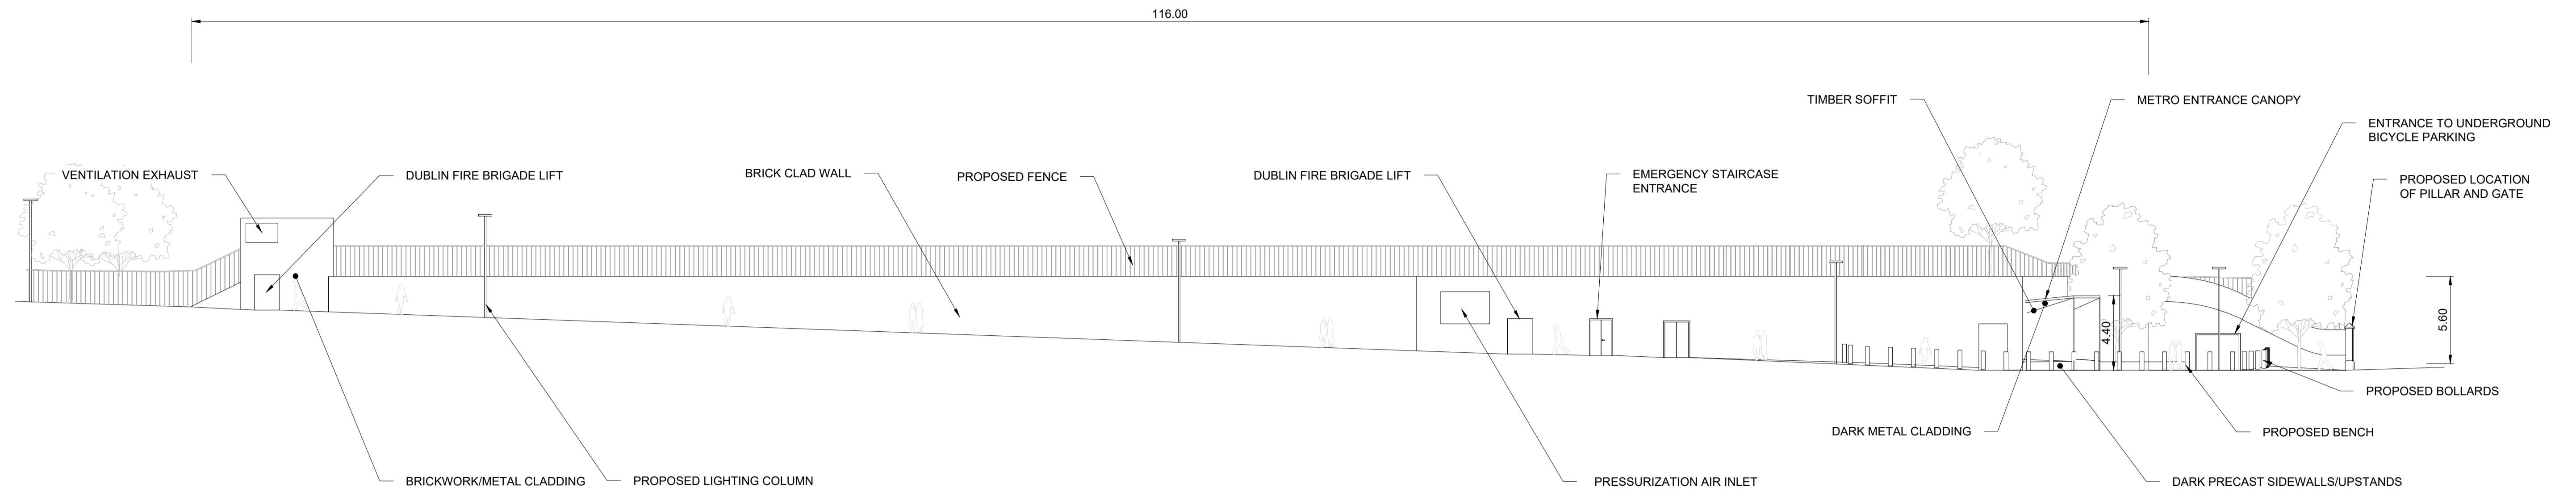 116.00
TIMBER SOFFIT
METRO ENTRANCE CANOPY
ENTRANCE TO UNDERGROUND
BICYCLE PARKING
VENTILATION EXHAUST
DUBLIN FIRE BRIGADE LIFT
BRICK CLAD WALL
PROPOSED FENCE
DUBLIN FIRE BRIGADE LIFT
EMERGENCY STAIRCASE
ENTRANCE
PROPOSED LOCATION
OF PILLAR AND GATE
4.40
5.60
PROPOSED BOLLARDS
DARK METAL CLADDING
PROPOSED BENCH
BRICKWORK/METAL CLADDING
PROPOSED LIGHTING COLUMN
PRESSURIZATION AIR INLET
DARK PRECAST SIDEWALLS/UPSTANDS